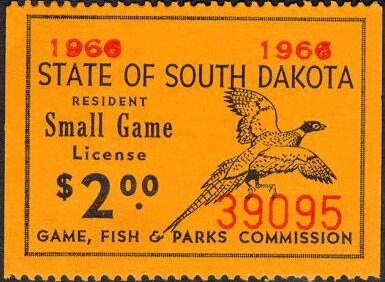 1966 1966
STATE OF SOUTH DAKOTA
RESIDENT
Small Game
License
$2.00
39095
GAME, FISH & PARKS COMMISSION